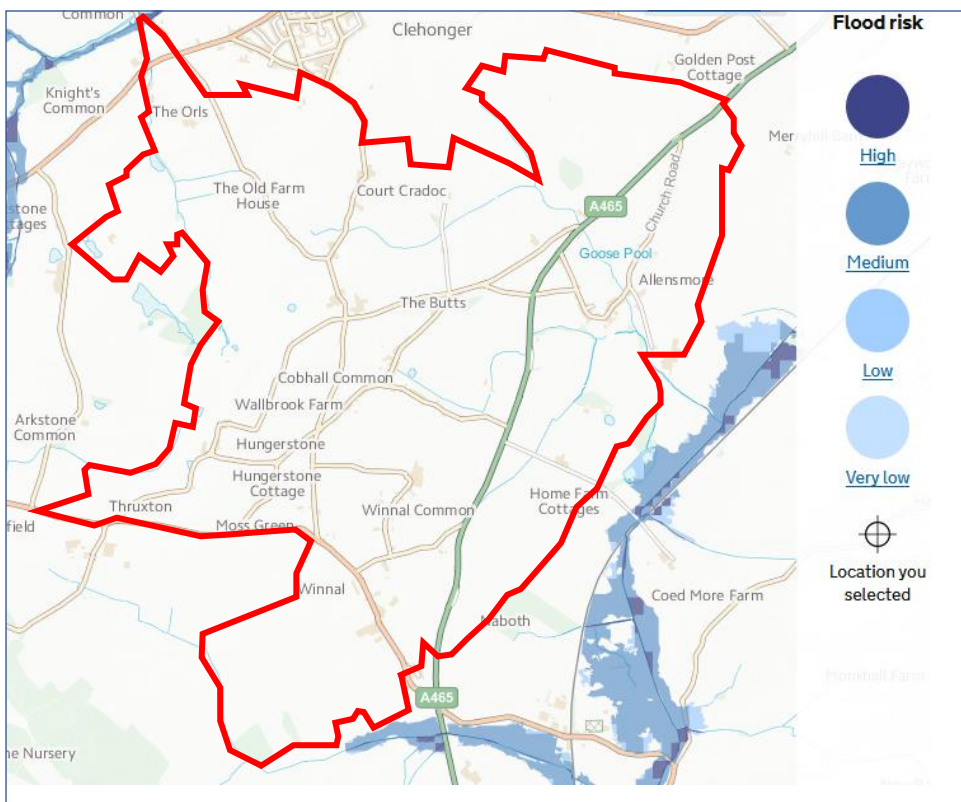 Common
Clehonger
Golden Post
Cottage
Knight's
Common
The Orls
The Old Farm
House
Court Cradoc
A465
Church Road
Goose Pool
Allensmore
The Butts
Cobhall Common
Wallbrook Farm
Arkstone
Common
Hungerstone
Hungerstone
Cottage
Thruxton
Moss Green
Winnal Common
Home Farm
Cottages
field
Winnal
Naboth
Coed More Farm
Monkhall Farm
A465
Nursery
Flood risk
High
Medium
Low
Very low
Location you
selected